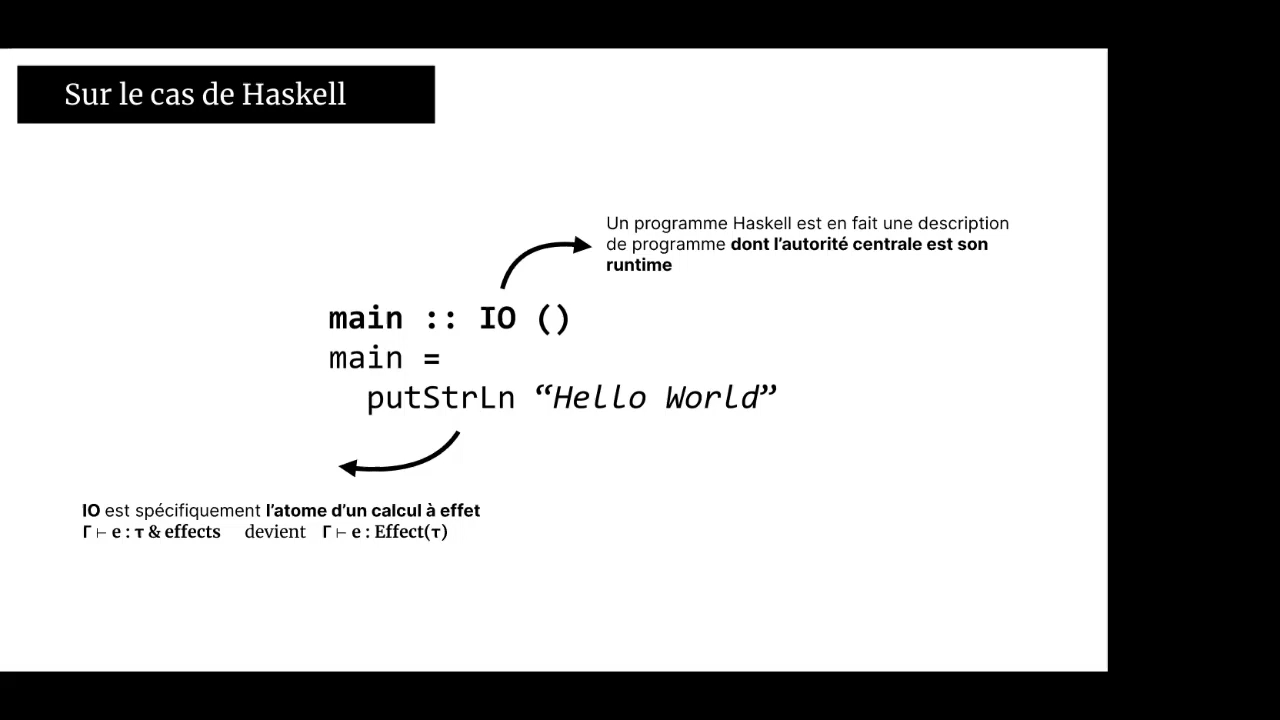 Sur le cas de Haskell
Un programme Haskell est en fait une description
de programme dont l’autorité centrale est son
runtime
main :: IO ()
main =
putStrLn “Hello World”
IO est spécifiquement l’atome d’un calcul à effet
Γ ⊢ e : τ & effects devient Γ ⊢ e : Effect(τ)